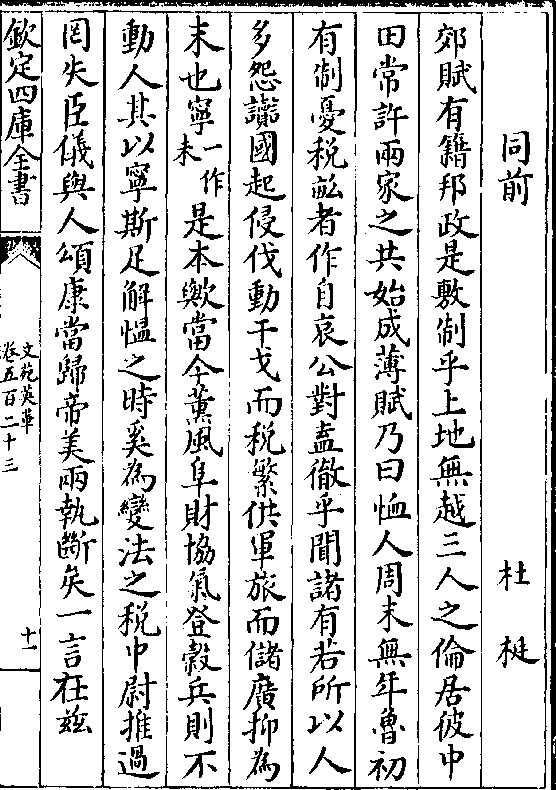 同前
杜梃
郊賦有籍邦政是敷制乎上地無越三人之倫居彼中
田常許兩家之共始成薄賦乃曰恤人周末無年魯初
有制憂稅畝者作自哀公對盍徹乎聞諸有若所以人
多怨讟國起侵伐動干戈而稅繁供軍旅而儲廣抑為
末也寧一作未是本歟當今薰風阜財協氣登穀兵則不
動人其以寧斯足解慍之時奚為變法之稅中尉推過
罔失臣儀與人頌康當歸帝美兩執斷矣一言在茲
欽定四庫全書
文苑英華
卷五百二十三
十一